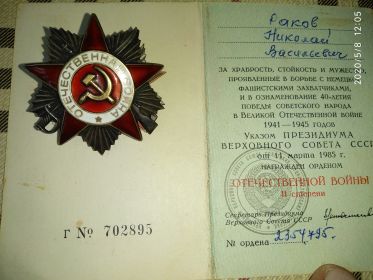 ОТЕЧЕСТВЕННАЯ ВОЙНА
Г № 702895
Раков
Николай
Васильевич
ЗА ХРАБРОСТЬ, СТОЙКОСТЬ И МУЖЕСТВО,
ПРОЯВЛЕННЫЕ В БОРЬБЕ С НЕМЕЦКО-
ФАШИСТСКИМИ ЗАХВАТЧИКАМИ,
И В ОЗНАМЕНОВАНИЕ 40-ЛЕТИЯ
ПОБЕДЫ СОВЕТСКОГО НАРОДА
В ВЕЛИКОЙ ОТЕЧЕСТВЕННОЙ ВОЙНЕ
1941—1945 ГОДОВ
УКАЗОМ ПРЕЗИДИУМА
ВЕРХОВНОГО СОВЕТА СССР
от 11 марта 1985 г.
НАГРАЖДЕН ОРДЕНОМ
ОТЕЧЕСТВЕННОЙ ВОЙНЫ
II степени
Секретарь Президиума
Верховного Совета СССР
№ ордена 2354795
2020/5/8 12:05